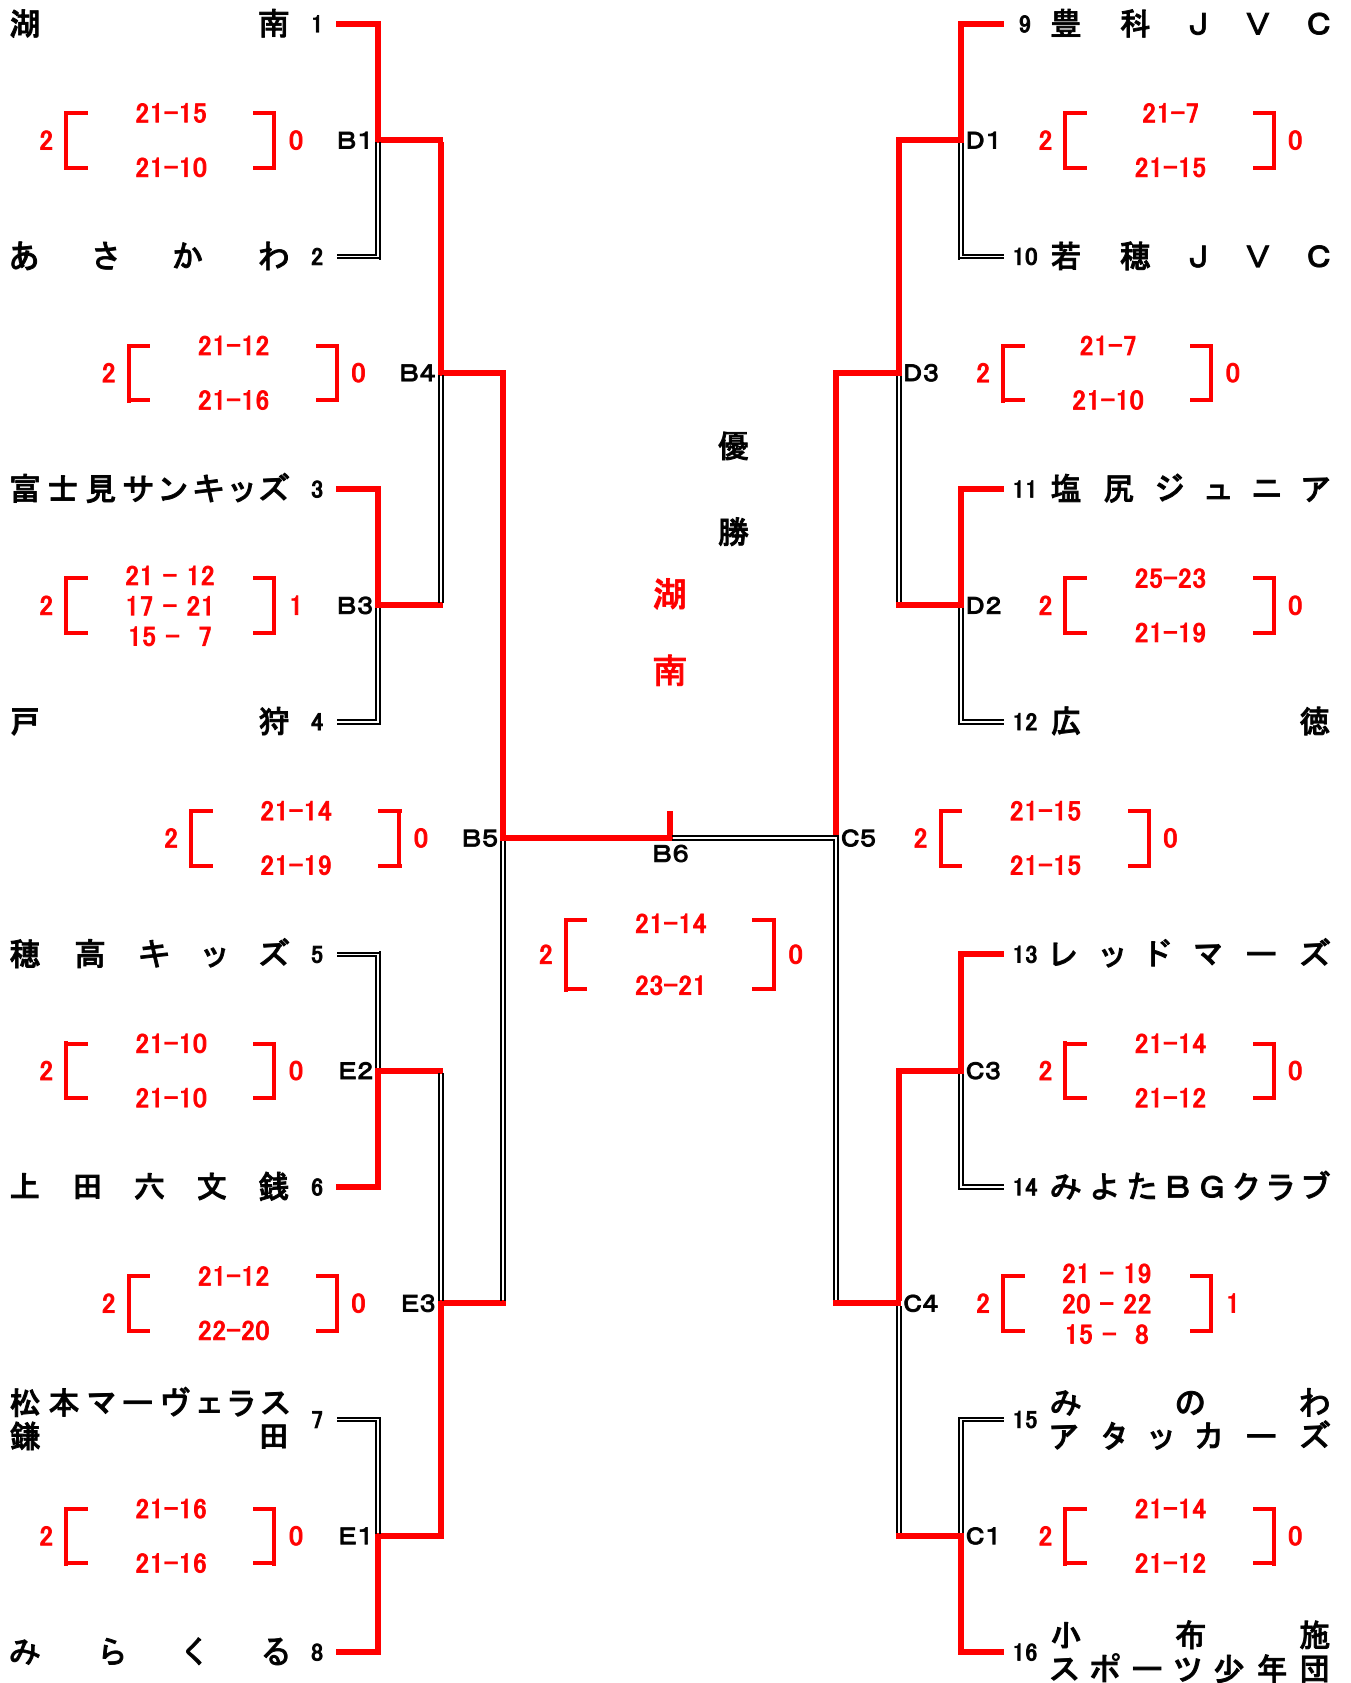 湖南 1
21-15
2 0 B1
21-10
あさかわ 2
21-12
2 0 B4
21-16
富士見サンキッズ 3
21 - 12
2 17 - 21 1 B3
15 - 7
戸狩 4
21-14
2 0 B5
21-19
穂高キッズ 5
21-10
2 0 E2
21-10
上田六文銭 6
21-12
2 0 E3
22-20
松本マーヴェラス
鎌田 7
21-16
2 0 E1
21-16
みらくる 8
優勝
湖南
B6
21-14
2 0
23-21
9 豊科JVC
21-7
D1 2 0
21-15
10 若穂JVC
21-7
D3 2 0
21-10
11 塩尻ジュニア
25-23
D2 2 0
21-19
12 広徳
21-15
C5 2 0
21-15
13 レッドマーズ
21-14
C3 2 0
21-12
14 みよたBGクラブ
21 - 19
C4 2 20 - 22 1
15 - 8
15 みのわ
アタッカーズ
21-14
C1 2 0
21-12
16 小布施
スポーツ少年団